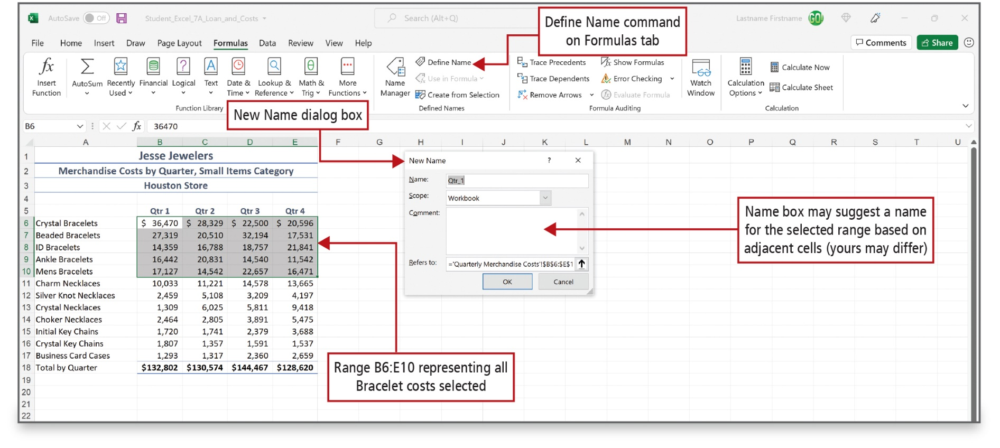 AutoSave Off Student_Excel_7A_Loan_and_Costs Search (Alt+Q) Lastname Firstname GO!
Define Name command
on Formulas tab
File Home Insert Draw Page Layout Formulas Data Review View Help Comments Share
fx Insert Function
AutoSum
Recently Used
Financial
Logical
Text
Date & Time
Lookup & Reference
Math & Trig
More Functions
Function Library
Name Manager
Define Name
Use in Formula
Create from Selection
Defined Names
Trace Precedents
Trace Dependents
Remove Arrows
Show Formulas
Error Checking
Evaluate Formula
Formula Auditing
Watch Window
Calculation Options
Calculate Now
Calculate Sheet
Calculation
New Name dialog box
B6 fx 36470
A B C D E F G H I J K L M N O P Q R S T U
1 Jesse Jewelers
2 Merchandise Costs by Quarter, Small Items Category
3 Houston Store
4
5 Qtr 1 Qtr 2 Qtr 3 Qtr 4
6 Crystal Bracelets $ 36,470 $ 28,329 $ 22,500 $ 20,596
7 Beaded Bracelets 27,319 20,510 32,194 17,531
8 ID Bracelets 14,359 16,788 18,757 21,841
9 Ankle Bracelets 16,442 20,831 14,540 11,542
10 Mens Bracelets 17,127 14,542 22,657 16,471
11 Charm Necklaces 10,033 11,221 14,578 13,665
12 Silver Knot Necklaces 2,459 5,108 3,209 4,197
13 Crystal Necklaces 1,309 6,025 5,811 9,418
14 Choker Necklaces 2,464 2,805 3,891 5,475
15 Initial Key Chains 1,720 1,741 2,379 3,688
16 Crystal Key Chains 1,807 1,357 1,591 1,537
17 Business Card Cases 1,293 1,317 2,360 2,659
18 Total by Quarter $132,802 $130,574 $144,467 $128,620
19
20
21
22
New Name ?
Name: Qtr_1
Scope: Workbook
Comment:
Refers to: ='Quarterly Merchandise Costs'!$B$6:$E$1
OK Cancel
Name box may suggest a name
for the selected range based on
adjacent cells (yours may differ)
Range B6:E10 representing all
Bracelet costs selected